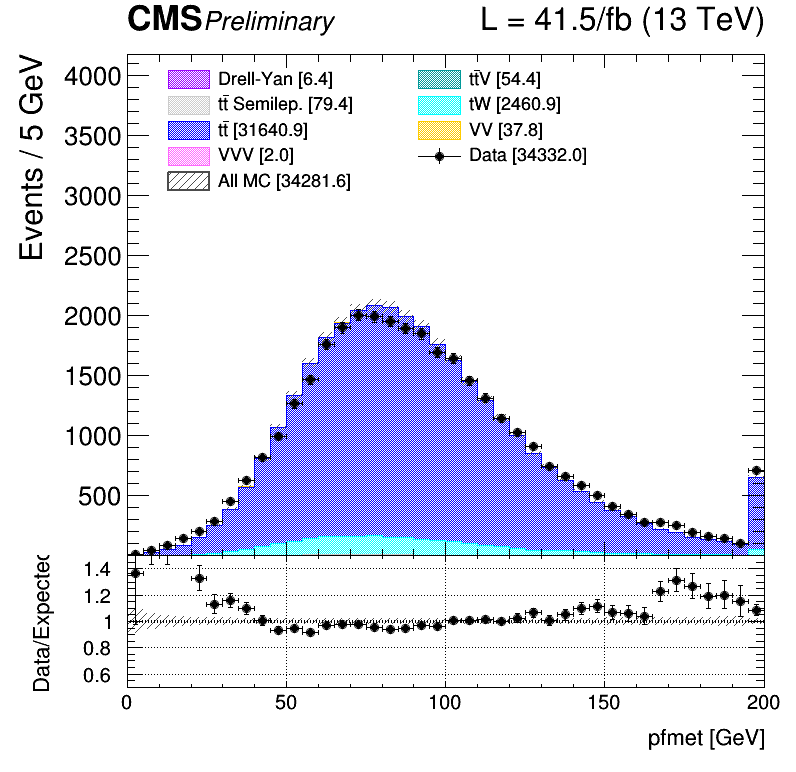 CMS Preliminary L = 41.5/fb (13 TeV)
Events / 5 GeV
4000
3500
3000
2500
2000
1500
1000
500
Drell-Yan [6.4]
tt̄ Semilep. [79.4]
tt̄ [31640.9]
VVV [2.0]
All MC [34281.6]
tt̄V [54.4]
tW [2460.9]
VV [37.8]
Data [34332.0]
Data/Expected
1.4
1.2
1
0.8
0.6
0 50 100 150 200
pfmet [GeV]